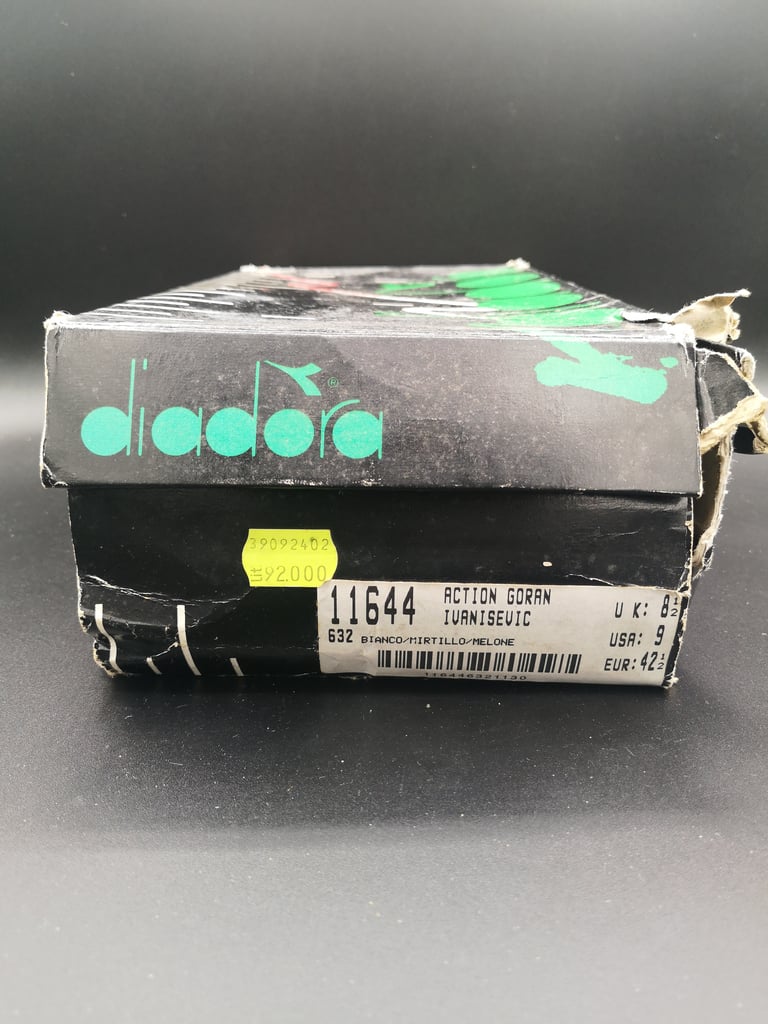 diadora®
39092402
Lit 92.000
11644
ACTION GORAN
IVANISEVIC
632 BIANCO/MIRTILLO/MELONE
U K: 8½
USA: 9
EUR: 42½
116446321130